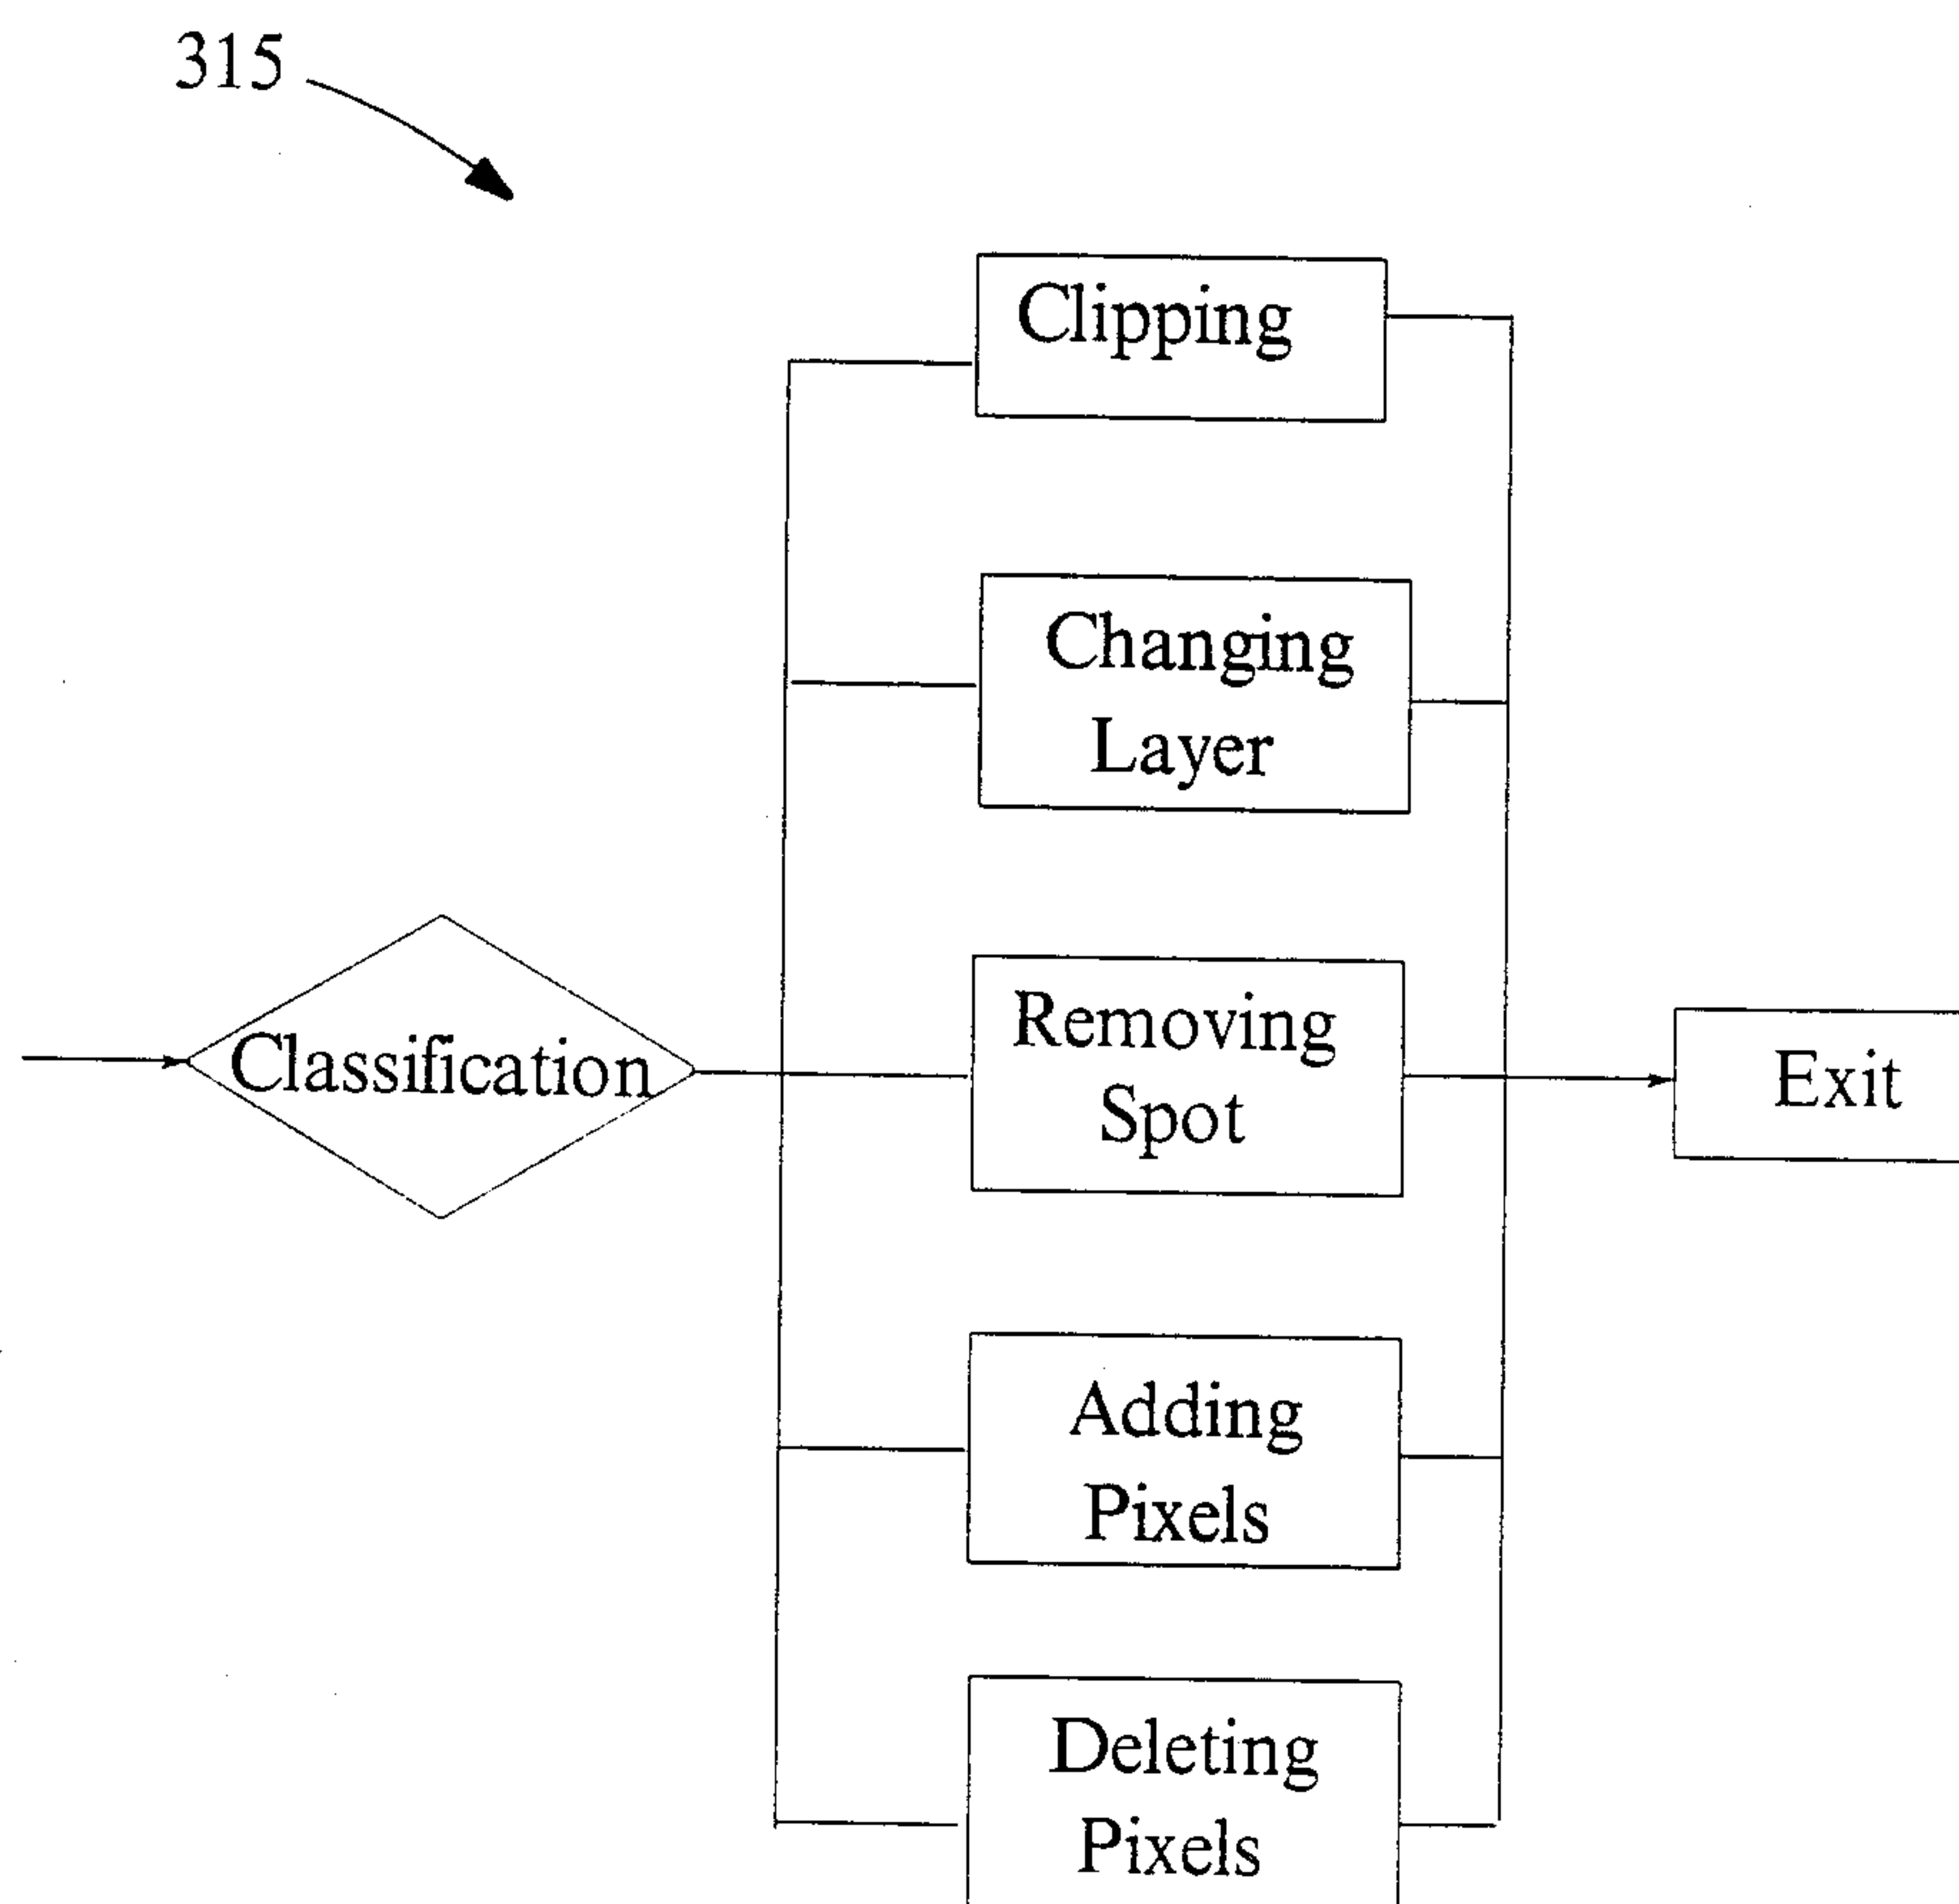 315
Clipping
Changing
Layer
Classification
Removing
Spot
Exit
Adding
Pixels
Deleting
Pixels